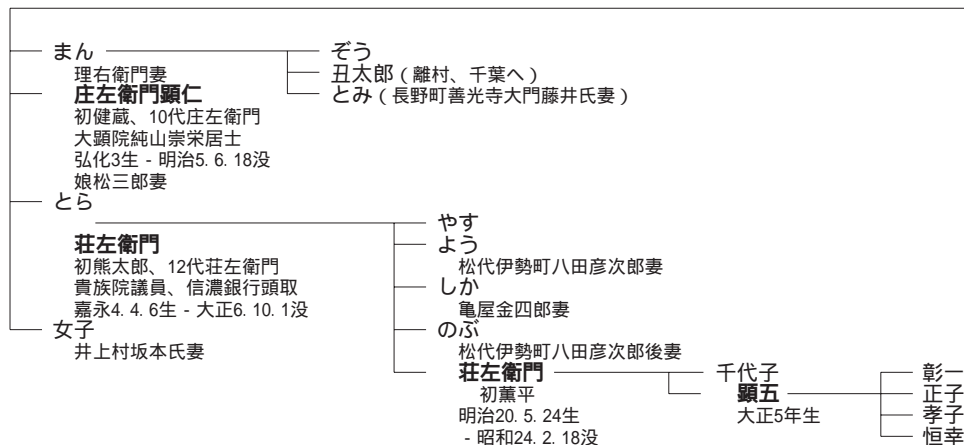 まん
理右衛門妻
ぞう
丑太郎（離村、千葉へ）
とみ（長野町善光寺大門藤井氏妻）
庄左衛門顕仁
初健蔵、10代庄左衛門
大顕院純山崇栄居士
弘化3生 - 明治5. 6. 18没
娘松三郎妻
とら
荘左衛門
初熊太郎、12代荘左衛門
貴族院議員、信濃銀行頭取
嘉永4. 4. 6生 - 大正6. 10. 1没
女子
井上村坂本氏妻
やす
よう
松代伊勢町八田彦次郎妻
しか
亀屋金四郎妻
のぶ
松代伊勢町八田彦次郎後妻
荘左衛門
初薫平
明治20. 5. 24生
- 昭和24. 2. 18没
千代子
顕五
大正5年生
彰一
正子
孝子
恒幸